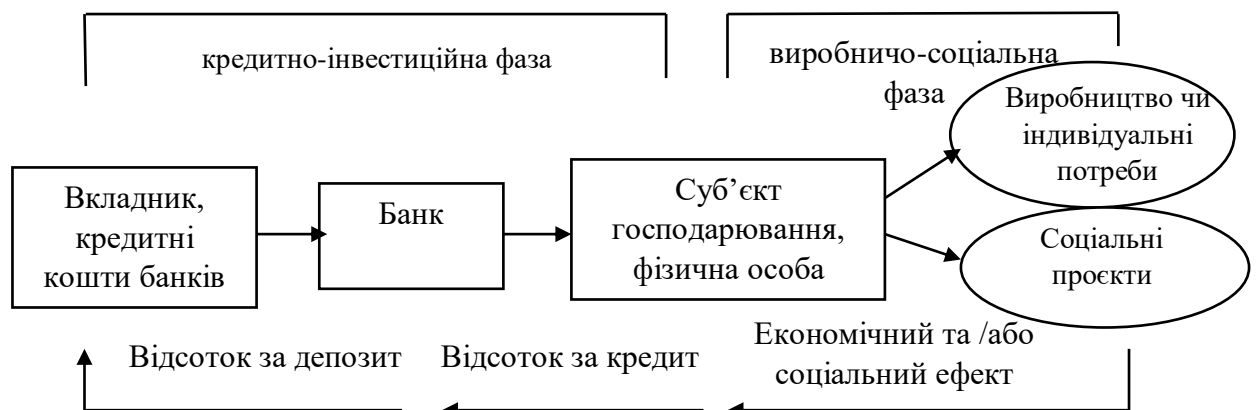 кредитно-інвестиційна фаза
виробничо-соціальна
фаза
Виробництво чи
індивідуальні
потреби
Вкладник,
кредитні
кошти банків
Банк
Суб’єкт
господарювання,
фізична особа
Соціальні
проєкти
Відсоток за депозит
Відсоток за кредит
Економічний та /або
соціальний ефект